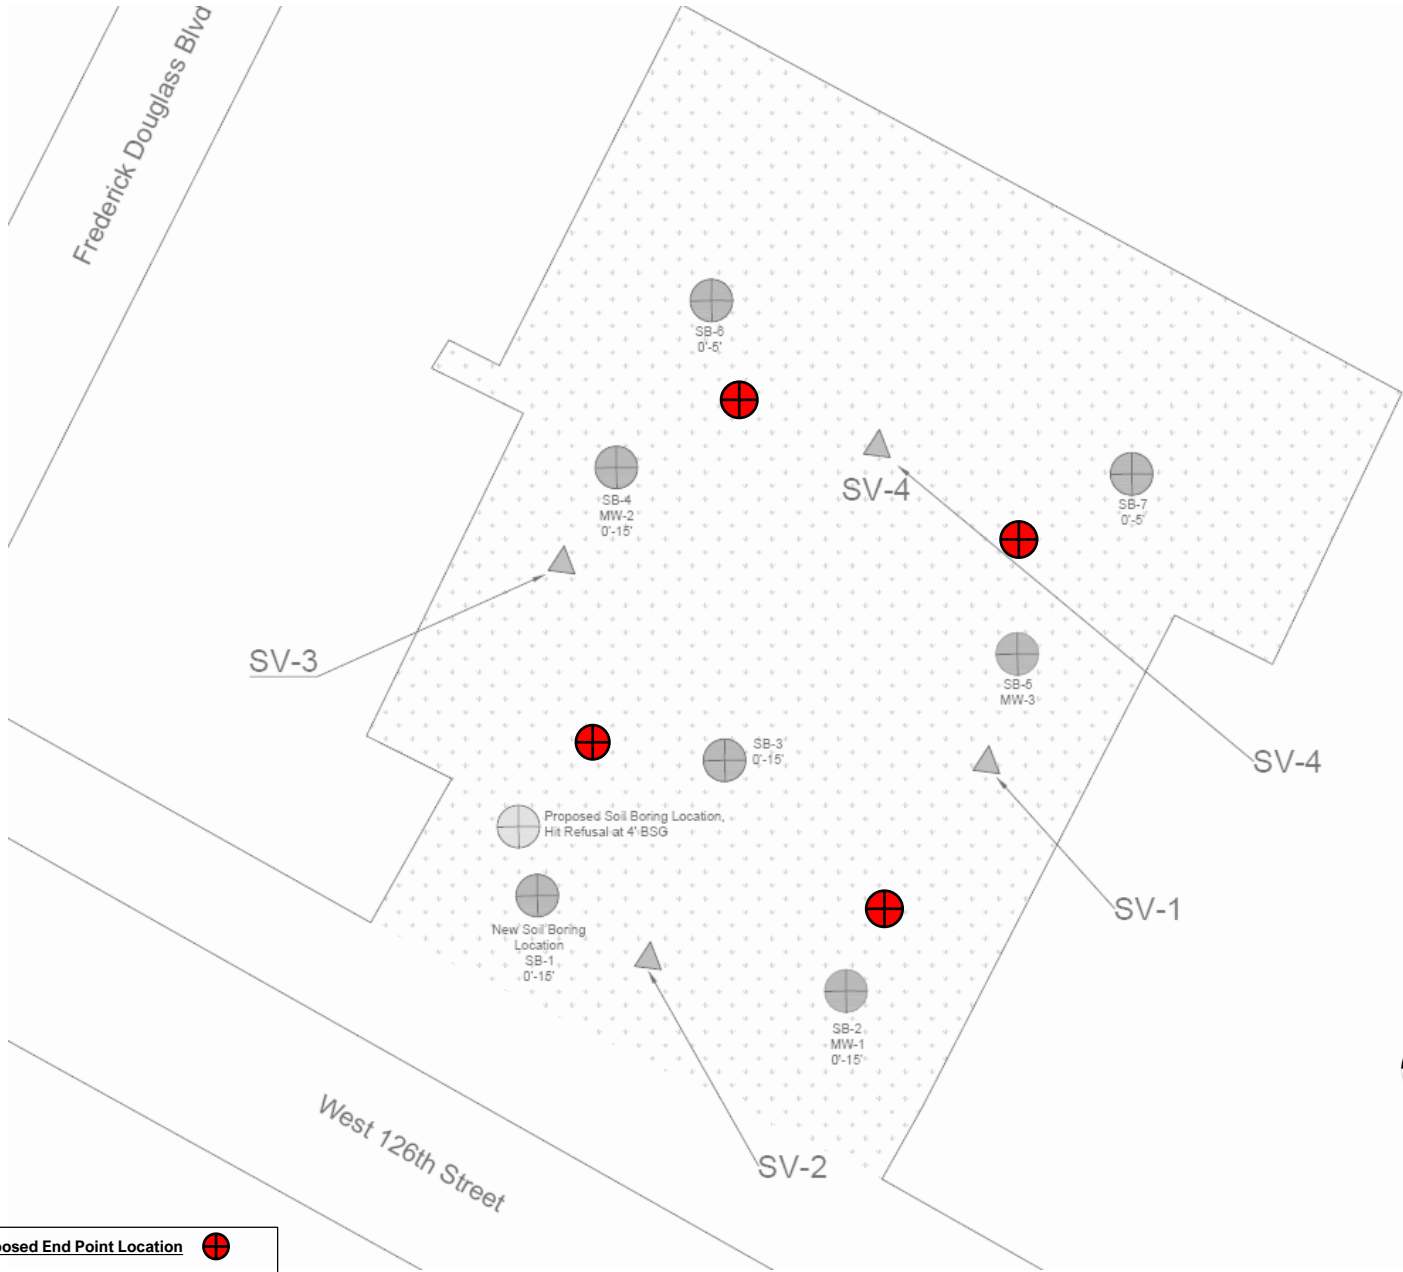 Frederick Douglass Blvd
SB-6
0'-5'
SV-4
SB-7
0'-5'
SB-4
MW-2
0'-15'
SV-3
SB-5
MW-3
SB-3
0'-15'
SV-4
Proposed Soil Boring Location,
Hit Refusal at 4' BSG
SV-1
New Soil Boring
Location
SB-1
0'-15'
SB-2
MW-1
0'-15'
SV-2
West 126th Street
posed End Point Location